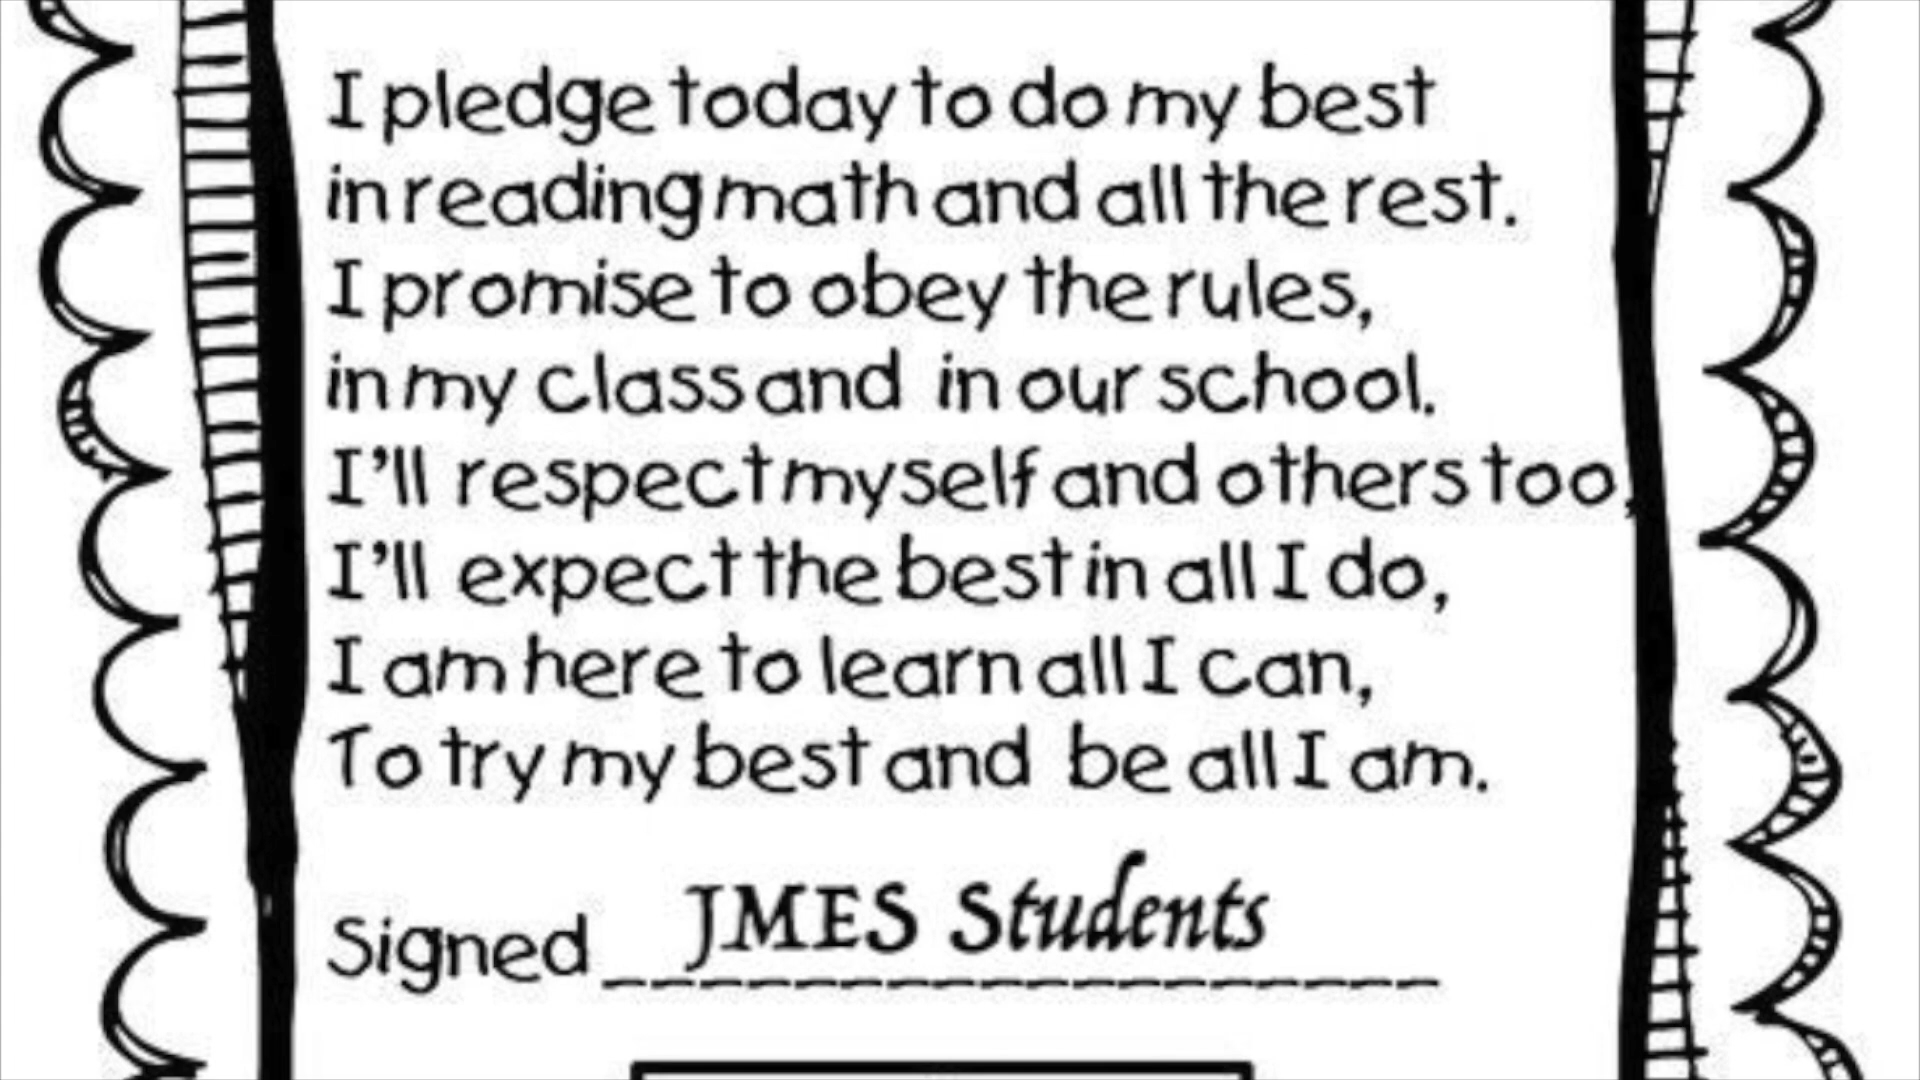 I pledge today to do my best
in reading math and all the rest.
I promise to obey the rules,
in my class and in our school.
I'll respect myself and others too,
I'll expect the best in all I do,
I am here to learn all I can,
To try my best and be all I am.
Signed JMES Students